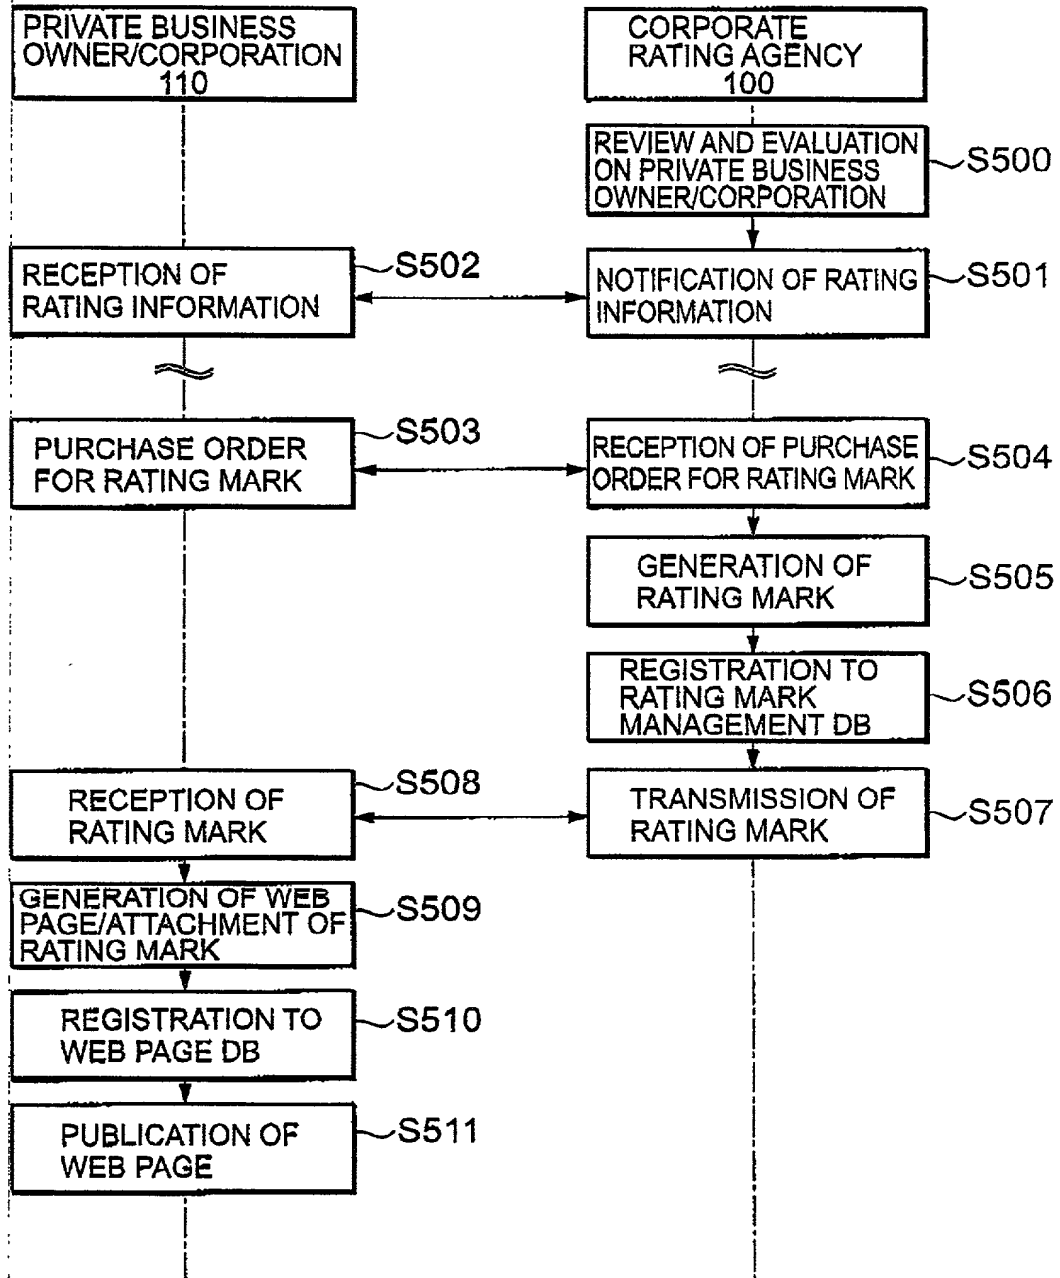 PRIVATE BUSINESS
OWNER/CORPORATION
110
CORPORATE
RATING AGENCY
100
REVIEW AND EVALUATION
ON PRIVATE BUSINESS
OWNER/CORPORATION
S500
RECEPTION OF
RATING INFORMATION
S502
NOTIFICATION OF RATING
INFORMATION
S501
PURCHASE ORDER
FOR RATING MARK
S503
RECEPTION OF PURCHASE
ORDER FOR RATING MARK
S504
GENERATION OF
RATING MARK
S505
REGISTRATION TO
RATING MARK
MANAGEMENT DB
S506
RECEPTION OF
RATING MARK
S508
TRANSMISSION OF
RATING MARK
S507
GENERATION OF WEB
PAGE/ATTACHMENT OF
RATING MARK
S509
REGISTRATION TO
WEB PAGE DB
S510
PUBLICATION OF
WEB PAGE
S511